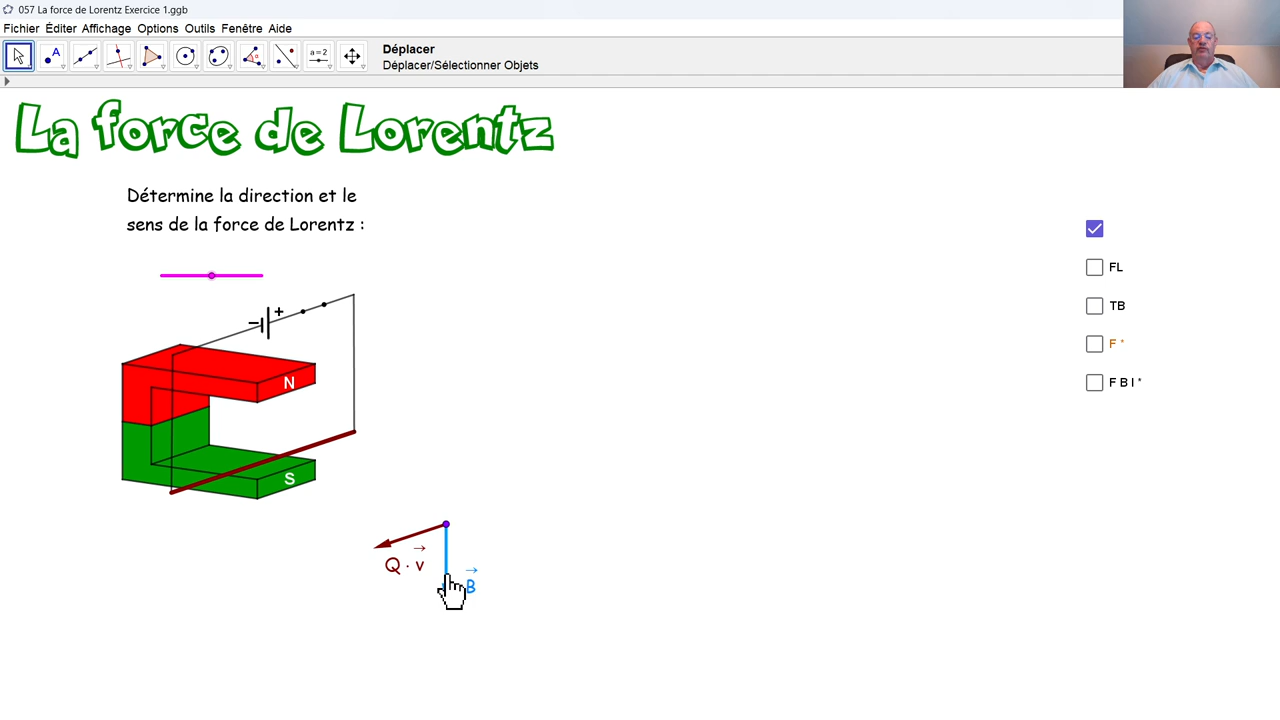 057 La force de Lorentz Exercice 1.ggb
Fichier Éditer Affichage Options Outils Fenêtre Aide
A
a=2
Déplacer
Déplacer/Sélectionner Objets
La force de Lorentz
Détermine la direction et le
sens de la force de Lorentz :
FL
TB
F *
F B I *
− +
N
S
Q · v
B